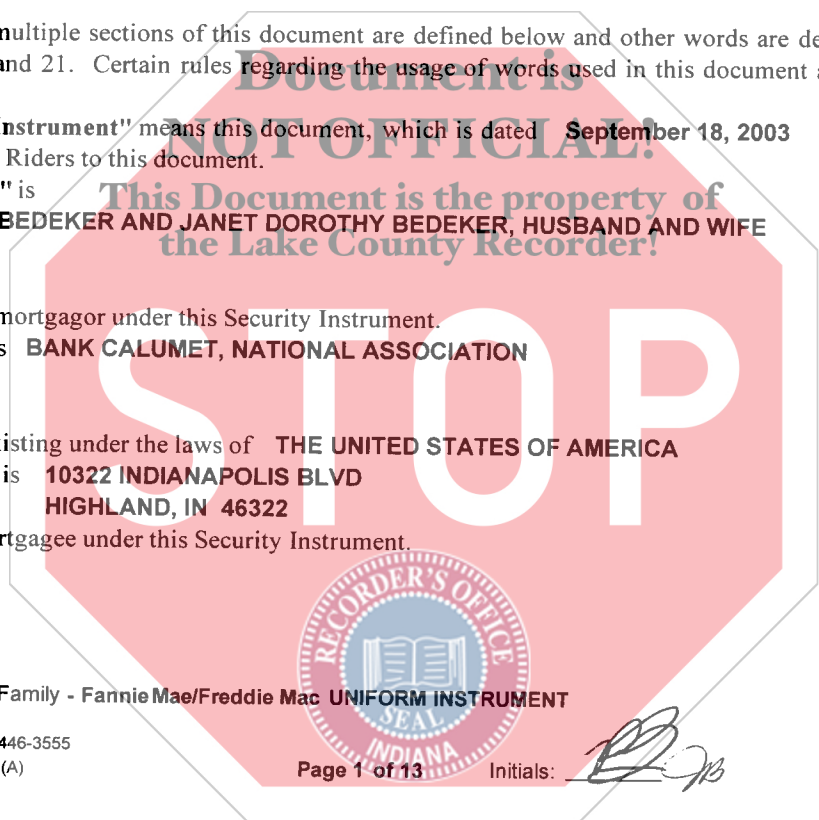 multiple sections of this document are defined below and other words are de
and 21. Certain rules regarding the usage of words used in this document a
Document is
nstrument" means this document, which is dated September 18, 2003
NOT OFFICIAL!
Riders to this document.
" is
This Document is the property of
BEDEKER AND JANET DOROTHY BEDEKER, HUSBAND AND WIFE
the Lake County Recorder!
mortgagor under this Security Instrument.
s BANK CALUMET, NATIONAL ASSOCIATION
STOP
isting under the laws of THE UNITED STATES OF AMERICA
is 10322 INDIANAPOLIS BLVD
HIGHLAND, IN 46322
rtgagee under this Security Instrument.
RECORDER'S OFFICE
Family - Fannie Mae/Freddie Mac UNIFORM INSTRUMENT
SEAL
446-3555
INDIANA
(A)
Page 1 of 13 Initials: JB